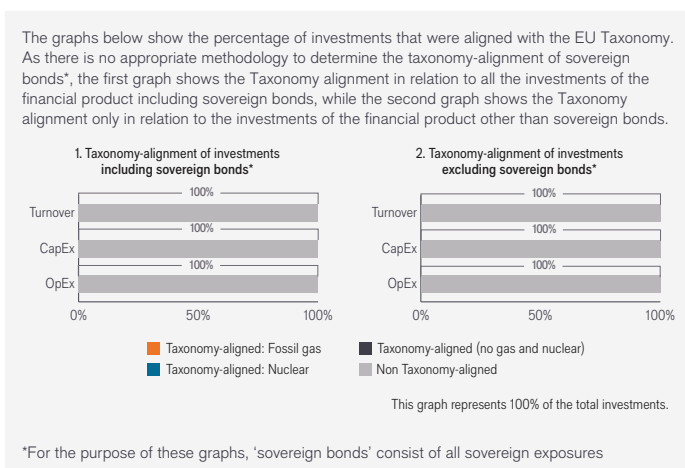 The graphs below show the percentage of investments that were aligned with the EU Taxonomy.
As there is no appropriate methodology to determine the taxonomy-alignment of sovereign
bonds*, the first graph shows the Taxonomy alignment in relation to all the investments of the
financial product including sovereign bonds, while the second graph shows the Taxonomy
alignment only in relation to the investments of the financial product other than sovereign bonds.
1. Taxonomy-alignment of investments
including sovereign bonds*
100%
Turnover
100%
CapEx
100%
OpEx
0% 50% 100%
2. Taxonomy-alignment of investments
excluding sovereign bonds*
100%
Turnover
100%
CapEx
100%
OpEx
0% 50% 100%
Taxonomy-aligned: Fossil gas
Taxonomy-aligned: Nuclear
Taxonomy-aligned (no gas and nuclear)
Non Taxonomy-aligned
This graph represents 100% of the total investments.
*For the purpose of these graphs, ‘sovereign bonds’ consist of all sovereign exposures